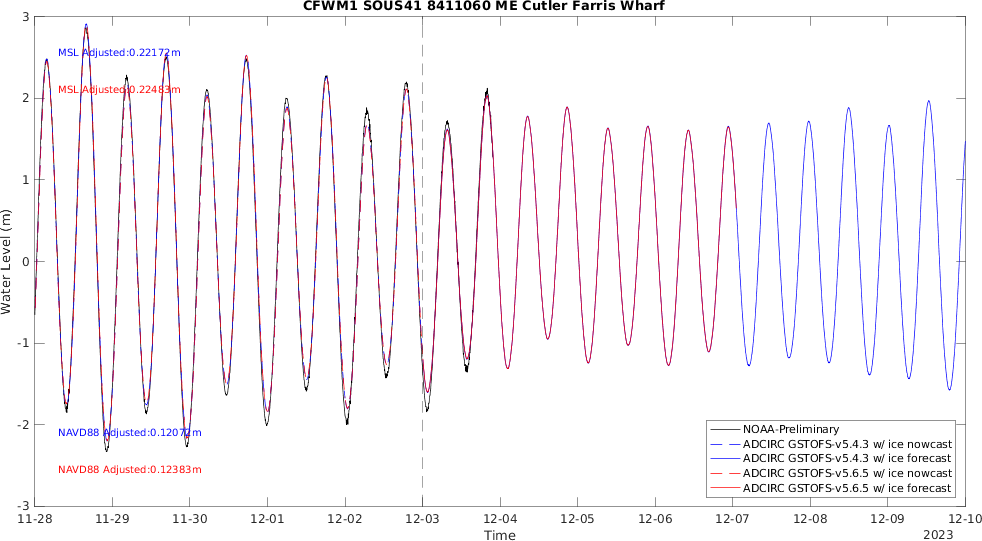 CFWM1 SOUS41 8411060 ME Cutler Farris Wharf
3
2
1
0
-1
-2
-3
Water Level (m)
MSL Adjusted:0.22172m
MSL Adjusted:0.22483m
NAVD88 Adjusted:0.12072m
NAVD88 Adjusted:0.12383m
NOAA-Preliminary
ADCIRC GSTOFS-v5.4.3 w/ ice nowcast
ADCIRC GSTOFS-v5.4.3 w/ ice forecast
ADCIRC GSTOFS-v5.6.5 w/ ice nowcast
ADCIRC GSTOFS-v5.6.5 w/ ice forecast
11-28 11-29 11-30 12-01 12-02 12-03 12-04 12-05 12-06 12-07 12-08 12-09 12-10
Time
2023